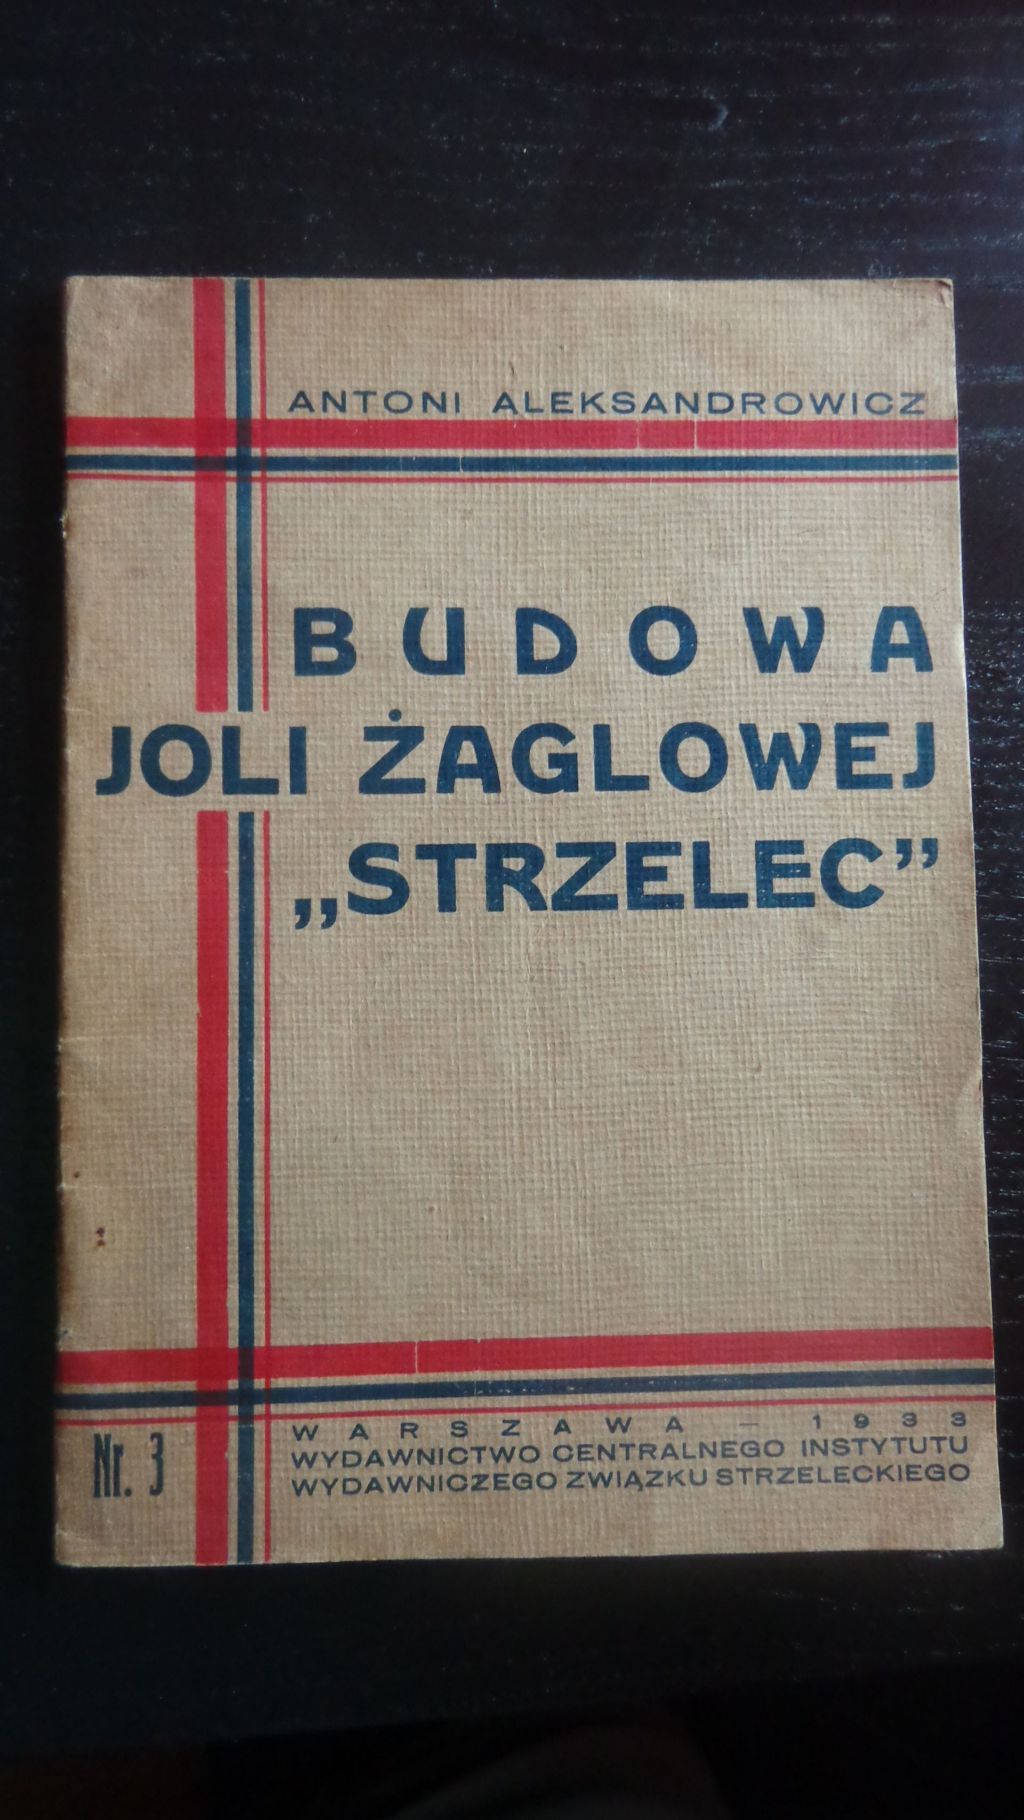 ANTONI ALEKSANDROWICZ
BUDOWA
JOLI ŻAGLOWEJ
„STRZELEC”
Nr. 3
WARSZAWA – 1933
WYDAWNICTWO CENTRALNEGO INSTYTUTU
WYDAWNICZEGO ZWIĄZKU STRZELECKIEGO